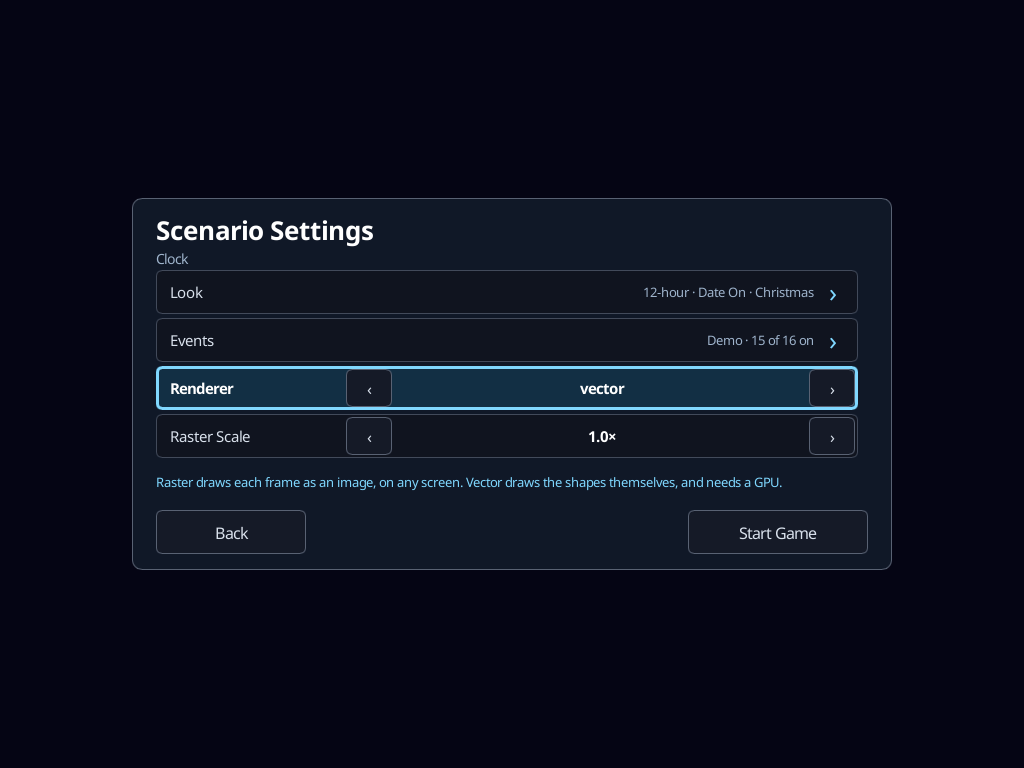 Scenario Settings
Clock
Look 12-hour · Date On · Christmas ›
Events Demo · 15 of 16 on ›
Renderer ‹ vector ›
Raster Scale ‹ 1.0× ›
Raster draws each frame as an image, on any screen. Vector draws the shapes themselves, and needs a GPU.
Back Start Game